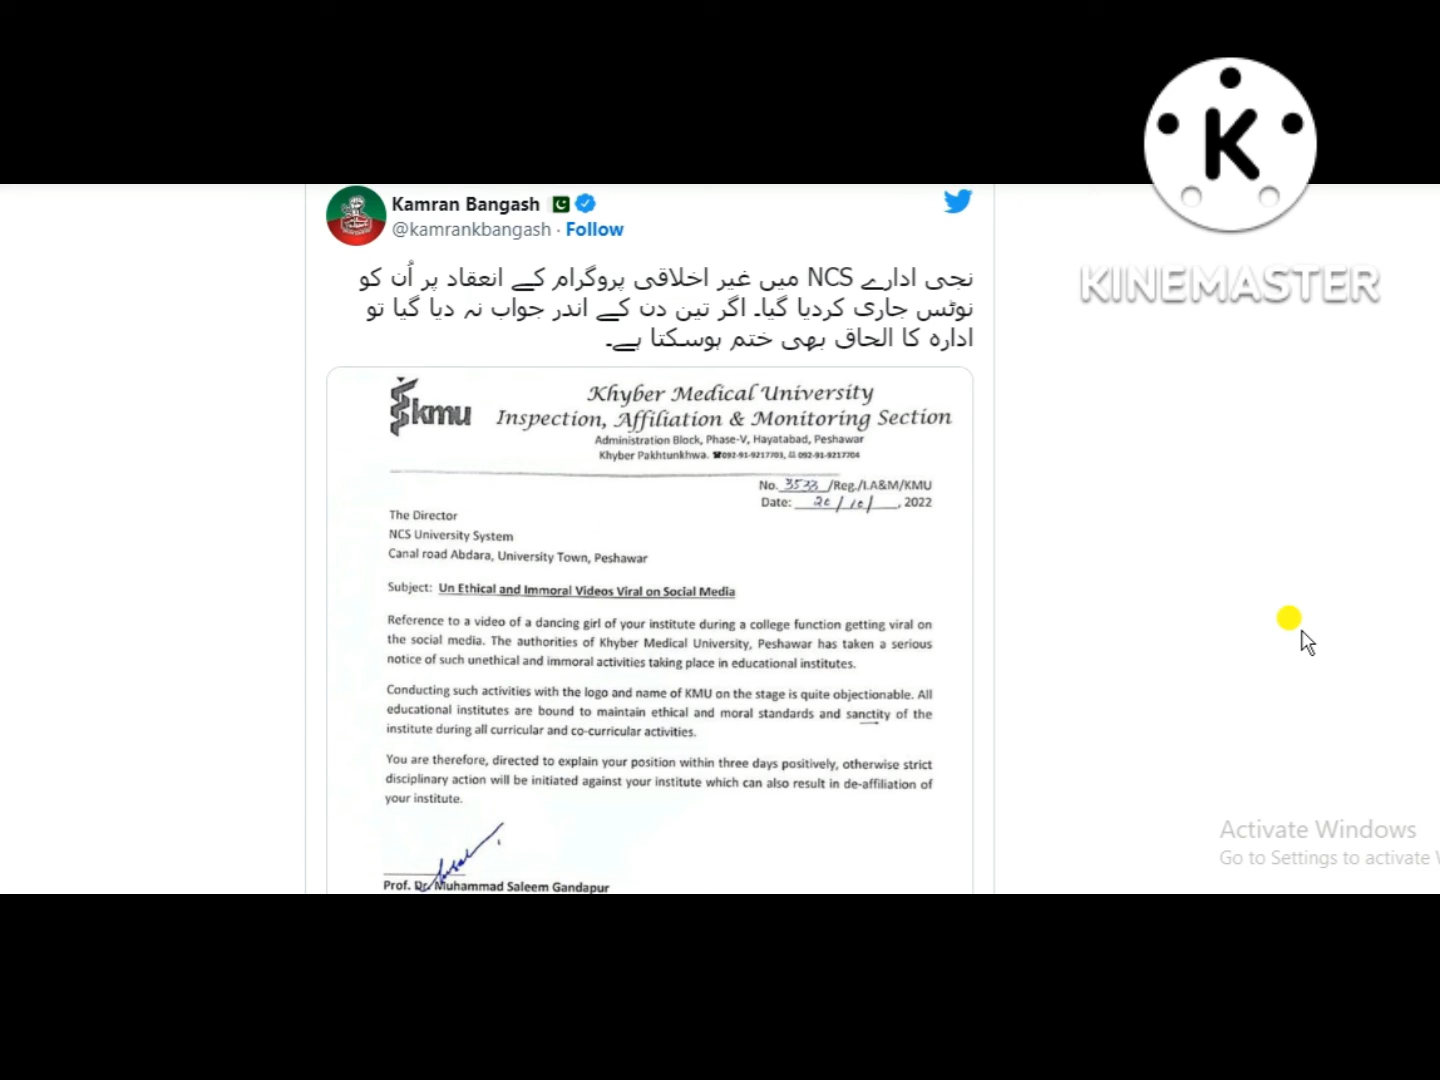 K
KINEMASTER
Kamran Bangash
@kamrankbangash · Follow
نجی ادارے NCS میں غیر اخلاقی پروگرام کے انعقاد پر اُن کو
نوٹس جاری کردیا گیا۔ اگر تین دن کے اندر جواب نہ دیا گیا تو
ادارہ کا الحاق بھی ختم ہوسکتا ہے۔
kmu
Khyber Medical University
Inspection, Affiliation & Monitoring Section
Administration Block, Phase-V, Hayatabad, Peshawar
Khyber Pakhtunkhwa. ☎092-91-9217703, 092-91-9217704
No. 3533 /Reg./I.A&M/KMU
Date: 20/10/, 2022
The Director
NCS University System
Canal road Abdara, University Town, Peshawar
Subject: Un Ethical and Immoral Videos Viral on Social Media
Reference to a video of a dancing girl of your institute during a college function getting viral on
the social media. The authorities of Khyber Medical University, Peshawar has taken a serious
notice of such unethical and immoral activities taking place in educational institutes.
Conducting such activities with the logo and name of KMU on the stage is quite objectionable. All
educational institutes are bound to maintain ethical and moral standards and sanctity of the
institute during all curricular and co-curricular activities.
You are therefore, directed to explain your position within three days positively, otherwise strict
disciplinary action will be initiated against your institute which can also result in de-affiliation of
your institute.
Prof. Dr. Muhammad Saleem Gandapur
Activate Windows
Go to Settings to activate